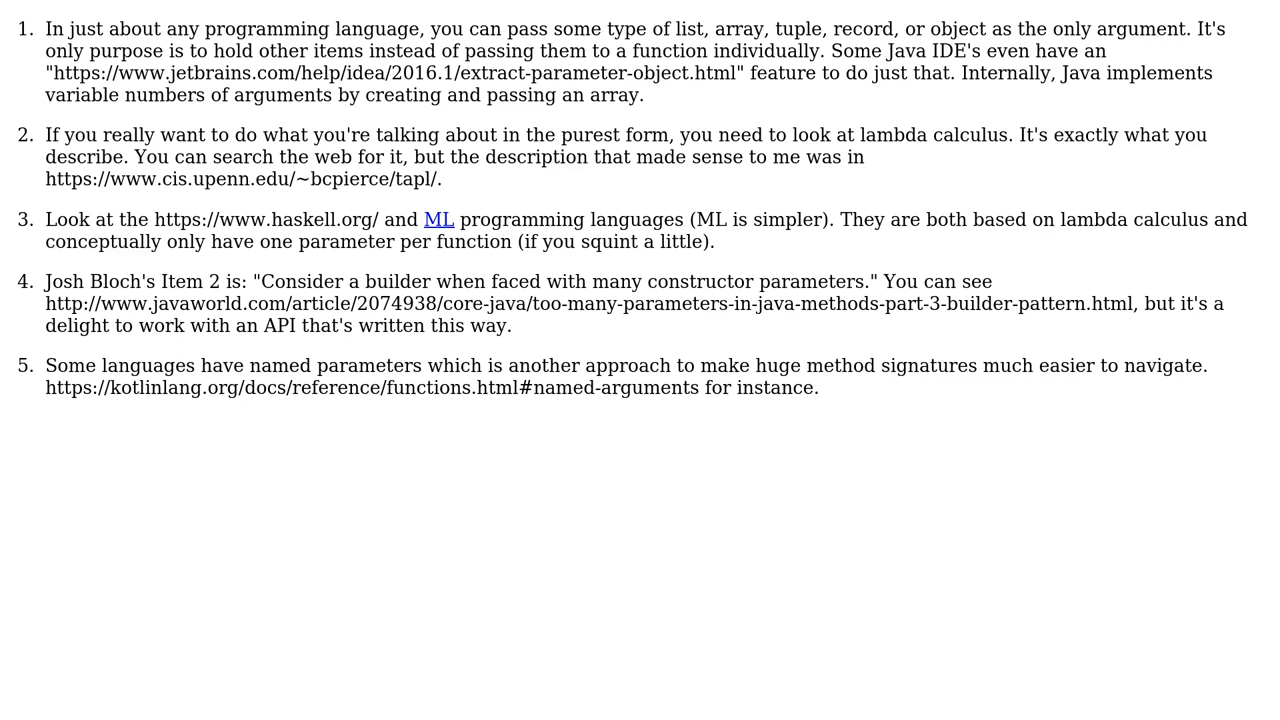 1. In just about any programming language, you can pass some type of list, array, tuple, record, or object as the only argument. It's
only purpose is to hold other items instead of passing them to a function individually. Some Java IDE's even have an
"https://www.jetbrains.com/help/idea/2016.1/extract-parameter-object.html" feature to do just that. Internally, Java implements
variable numbers of arguments by creating and passing an array.
2. If you really want to do what you're talking about in the purest form, you need to look at lambda calculus. It's exactly what you
describe. You can search the web for it, but the description that made sense to me was in
https://www.cis.upenn.edu/~bcpierce/tapl/.
3. Look at the https://www.haskell.org/ and ML programming languages (ML is simpler). They are both based on lambda calculus and
conceptually only have one parameter per function (if you squint a little).
4. Josh Bloch's Item 2 is: "Consider a builder when faced with many constructor parameters." You can see
http://www.javaworld.com/article/2074938/core-java/too-many-parameters-in-java-methods-part-3-builder-pattern.html, but it's a
delight to work with an API that's written this way.
5. Some languages have named parameters which is another approach to make huge method signatures much easier to navigate.
https://kotlinlang.org/docs/reference/functions.html#named-arguments for instance.